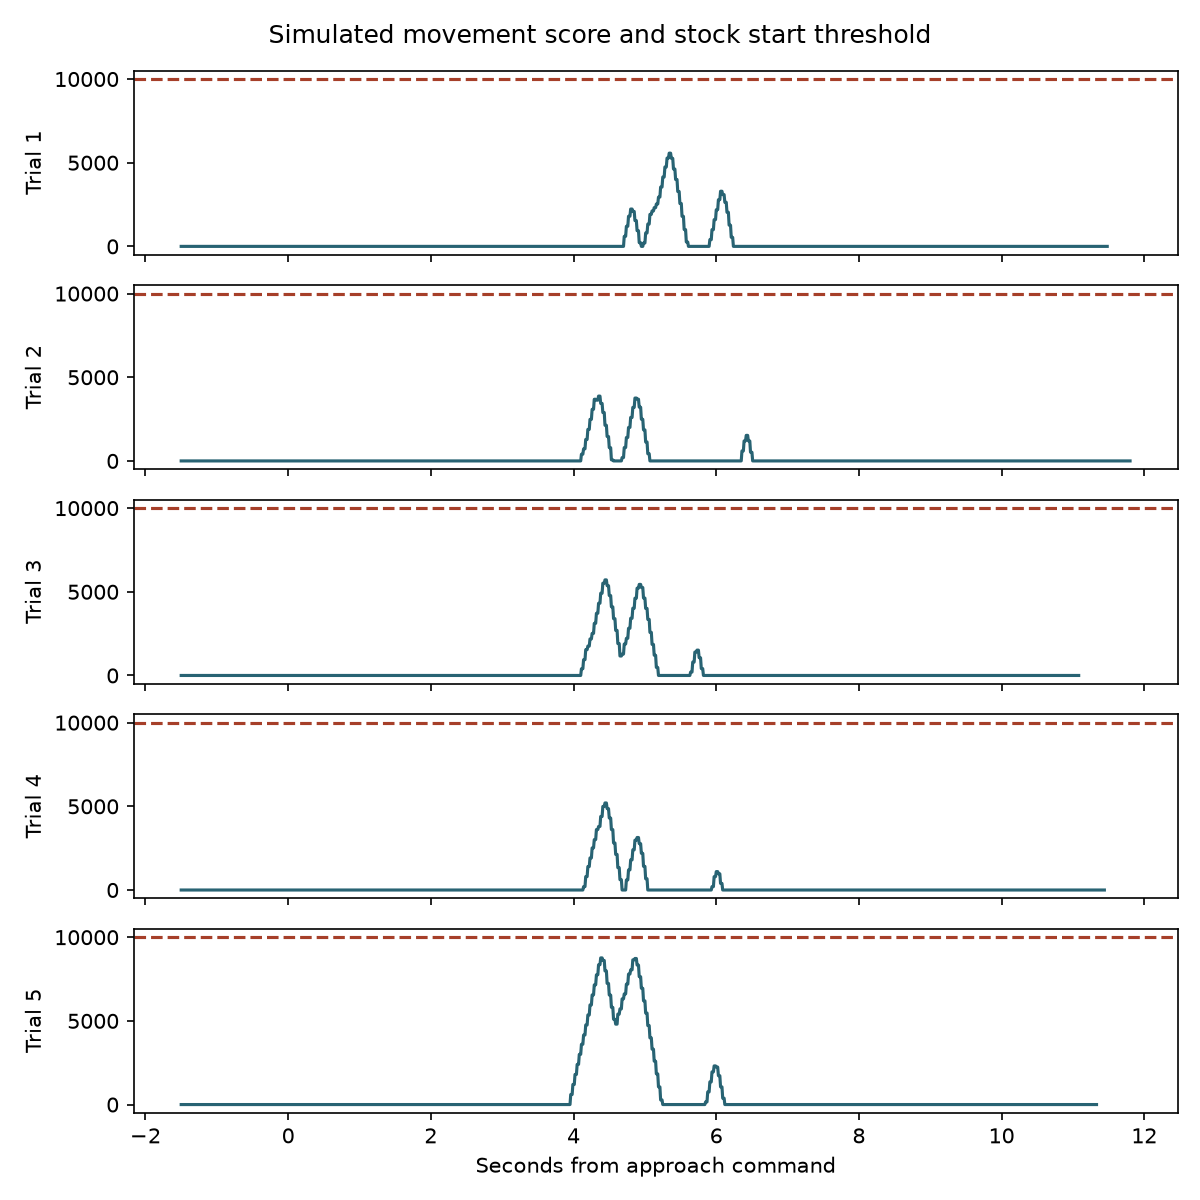 Simulated movement score and stock start threshold
10000
5000
0
Trial 1
10000
5000
0
Trial 2
10000
5000
0
Trial 3
10000
5000
0
Trial 4
10000
5000
0
Trial 5
−2 0 2 4 6 8 10 12
Seconds from approach command